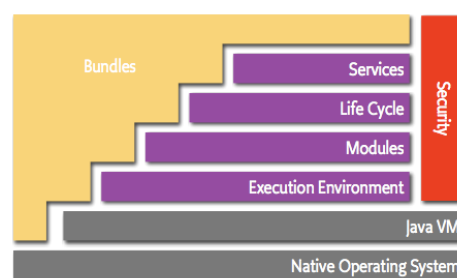 Bundles
Services
Life Cycle
Modules
Execution Environment
Security
Java VM
Native Operating System